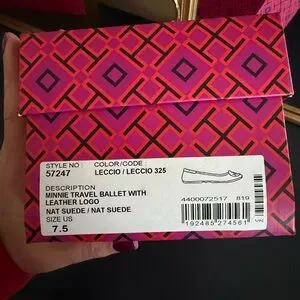 STYLE NO :
57247
COLOR/CODE :
LECCIO / LECCIO 325
DESCRIPTION
MINNIE TRAVEL BALLET WITH
LEATHER LOGO
NAT SUEDE / NAT SUEDE
SIZE US
7.5
4400072517 819
192485274561